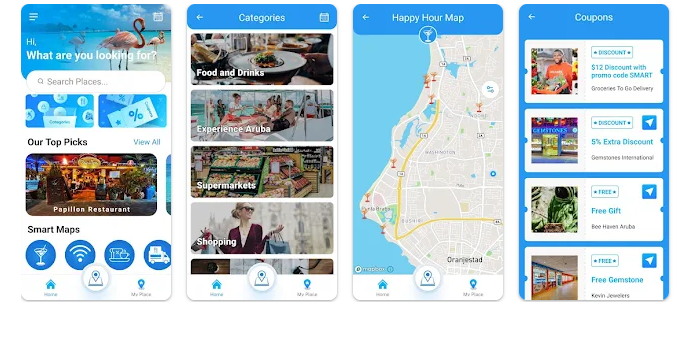 Hi,
What are you looking for?
Search Places...
Categories
Our Top Picks
View All
Papillon Restaurant
Smart Maps
Home
My Place
Categories
Food and Drinks
Experience Aruba
Supermarkets
Shopping
Home
My Place
Happy Hour Map
WASHINGTON
Oranjestad
mapbox
Home
My Place
Coupons
DISCOUNT
$12 Discount with
promo code SMART
Groceries To Go Delivery
DISCOUNT
5% Extra Discount
Gemstones International
GEMSTONES
FREE
Free Gift
Bee Haven Aruba
FREE
Free Gemstone
Kevin Jewelers